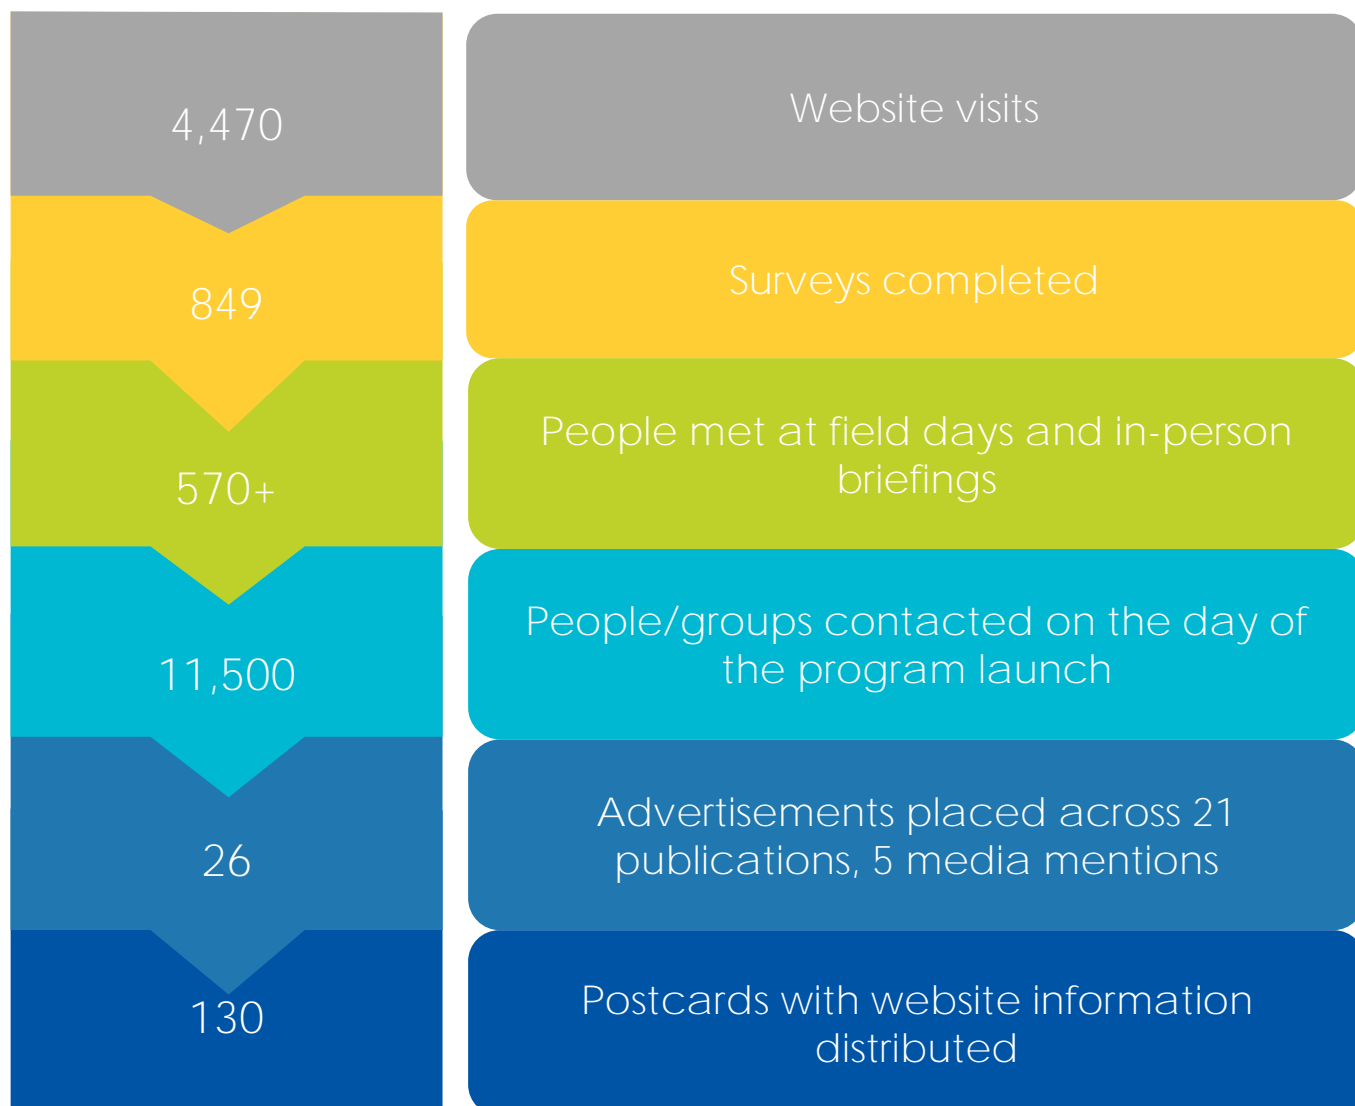 4,470
Website visits
849
Surveys completed
570+
People met at field days and in-person
briefings
11,500
People/groups contacted on the day of
the program launch
26
Advertisements placed across 21
publications, 5 media mentions
130
Postcards with website information
distributed